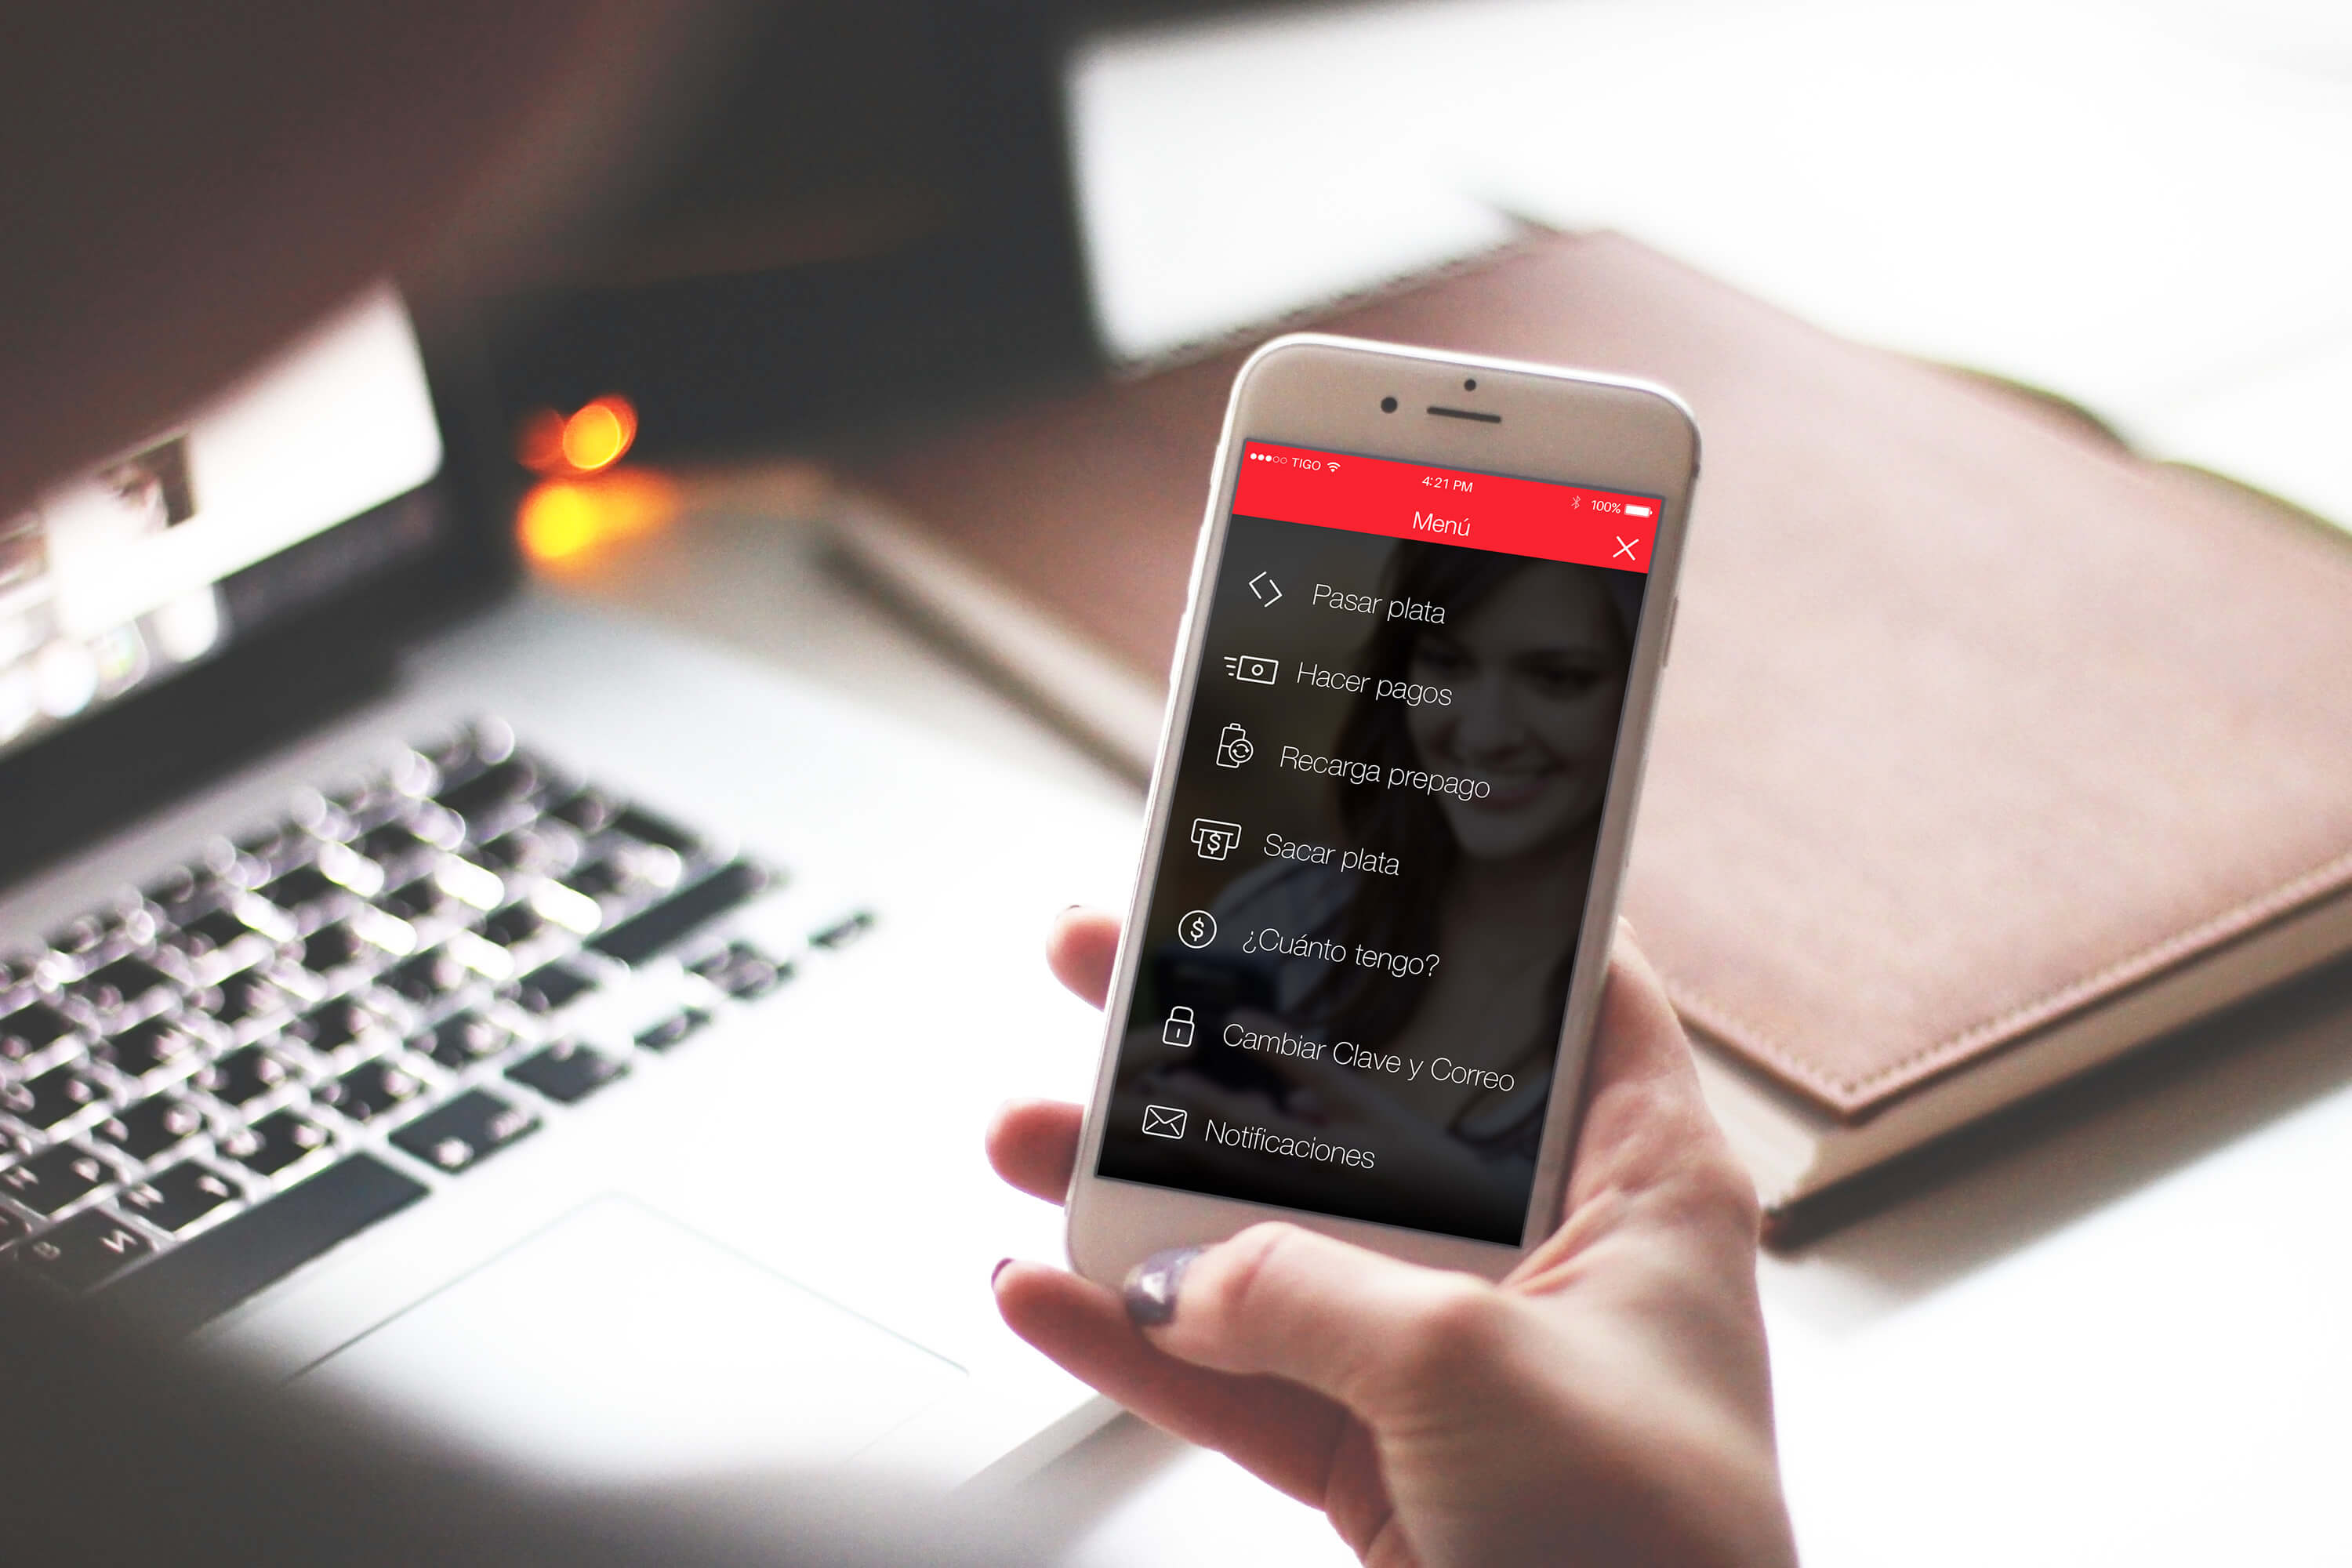 TIGO
4:21 PM
100%
Menú
Pasar plata
Hacer pagos
Recarga prepago
Sacar plata
¿Cuánto tengo?
Cambiar Clave y Correo
Notificaciones
В И